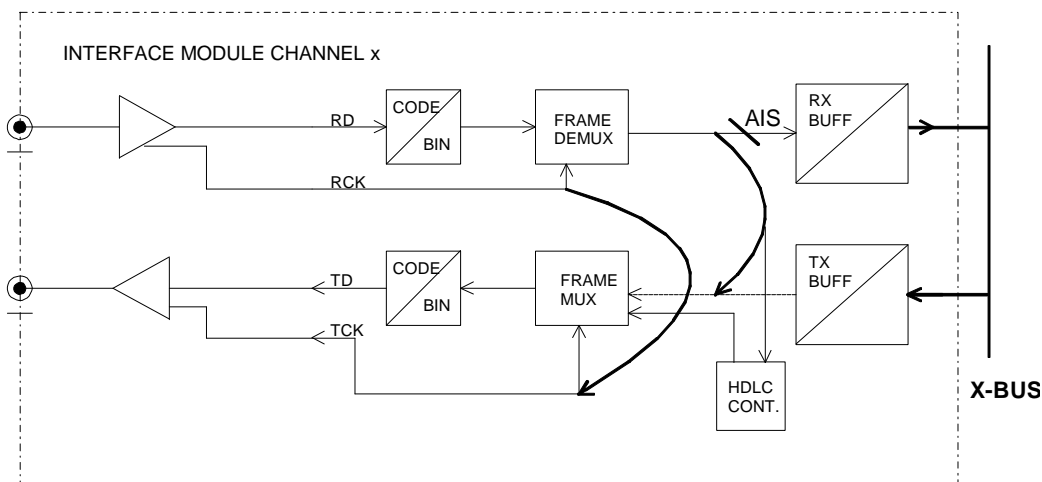 INTERFACE MODULE CHANNEL x
RD
CODE
BIN
FRAME
DEMUX
AIS
RX
BUFF
RCK
TD
CODE
BIN
FRAME
MUX
TX
BUFF
TCK
HDLC
CONT.
X-BUS